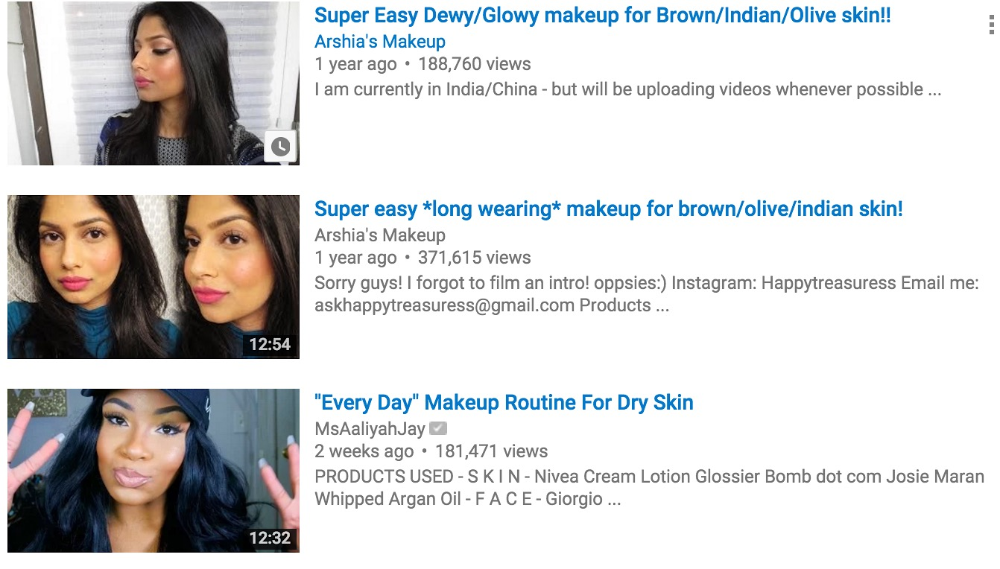 Super Easy Dewy/Glowy makeup for Brown/Indian/Olive skin!!
Arshia's Makeup
1 year ago • 188,760 views
I am currently in India/China - but will be uploading videos whenever possible ...
Super easy *long wearing* makeup for brown/olive/indian skin!
Arshia's Makeup
1 year ago • 371,615 views
Sorry guys! I forgot to film an intro! oppsies:) Instagram: Happytreasuress Email me:
askhappytreasuress@gmail.com Products ...
12:54
"Every Day" Makeup Routine For Dry Skin
MsAaliyahJay
2 weeks ago • 181,471 views
PRODUCTS USED - S K I N - Nivea Cream Lotion Glossier Bomb dot com Josie Maran
Whipped Argan Oil - F A C E - Giorgio ...
12:32